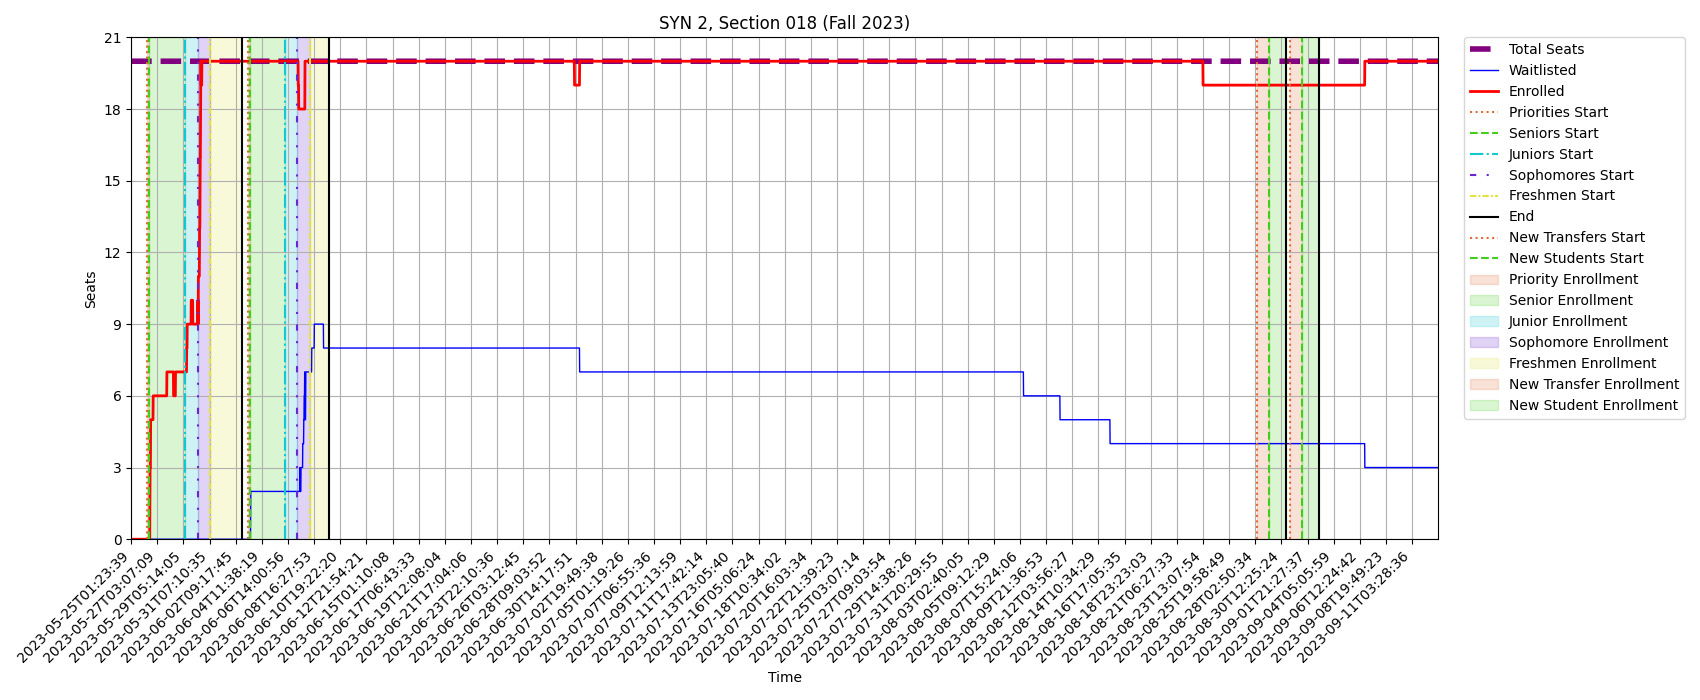 SYN 2, Section 018 (Fall 2023)
21
18
15
12
9
6
3
0
Seats
2023-05-25T01:23:39
2023-05-27T03:07:09
2023-05-29T05:14:05
2023-05-31T07:10:35
2023-06-02T09:17:45
2023-06-04T11:38:19
2023-06-06T14:00:56
2023-06-08T16:27:53
2023-06-10T19:22:20
2023-06-12T21:54:21
2023-06-15T01:10:08
2023-06-17T06:43:33
2023-06-19T12:08:04
2023-06-21T17:04:06
2023-06-23T22:10:36
2023-06-26T03:12:45
2023-06-28T09:03:52
2023-06-30T14:17:51
2023-07-02T19:49:38
2023-07-05T01:19:26
2023-07-07T06:55:36
2023-07-09T12:13:59
2023-07-11T17:42:14
2023-07-13T23:05:40
2023-07-16T05:06:24
2023-07-18T10:34:02
2023-07-20T16:03:34
2023-07-22T21:39:23
2023-07-25T03:07:14
2023-07-27T09:03:54
2023-07-29T14:38:26
2023-07-31T20:29:55
2023-08-03T02:40:05
2023-08-05T09:12:29
2023-08-07T15:24:06
2023-08-09T21:36:53
2023-08-12T03:56:27
2023-08-14T10:34:29
2023-08-16T17:05:35
2023-08-18T23:23:03
2023-08-21T06:27:33
2023-08-23T13:07:54
2023-08-25T19:58:49
2023-08-28T02:50:34
2023-08-30T12:25:24
2023-09-01T21:27:37
2023-09-04T05:05:59
2023-09-06T12:24:42
2023-09-08T19:49:23
2023-09-11T03:28:36
Time
Total Seats
Waitlisted
Enrolled
Priorities Start
Seniors Start
Juniors Start
Sophomores Start
Freshmen Start
End
New Transfers Start
New Students Start
Priority Enrollment
Senior Enrollment
Junior Enrollment
Sophomore Enrollment
Freshmen Enrollment
New Transfer Enrollment
New Student Enrollment